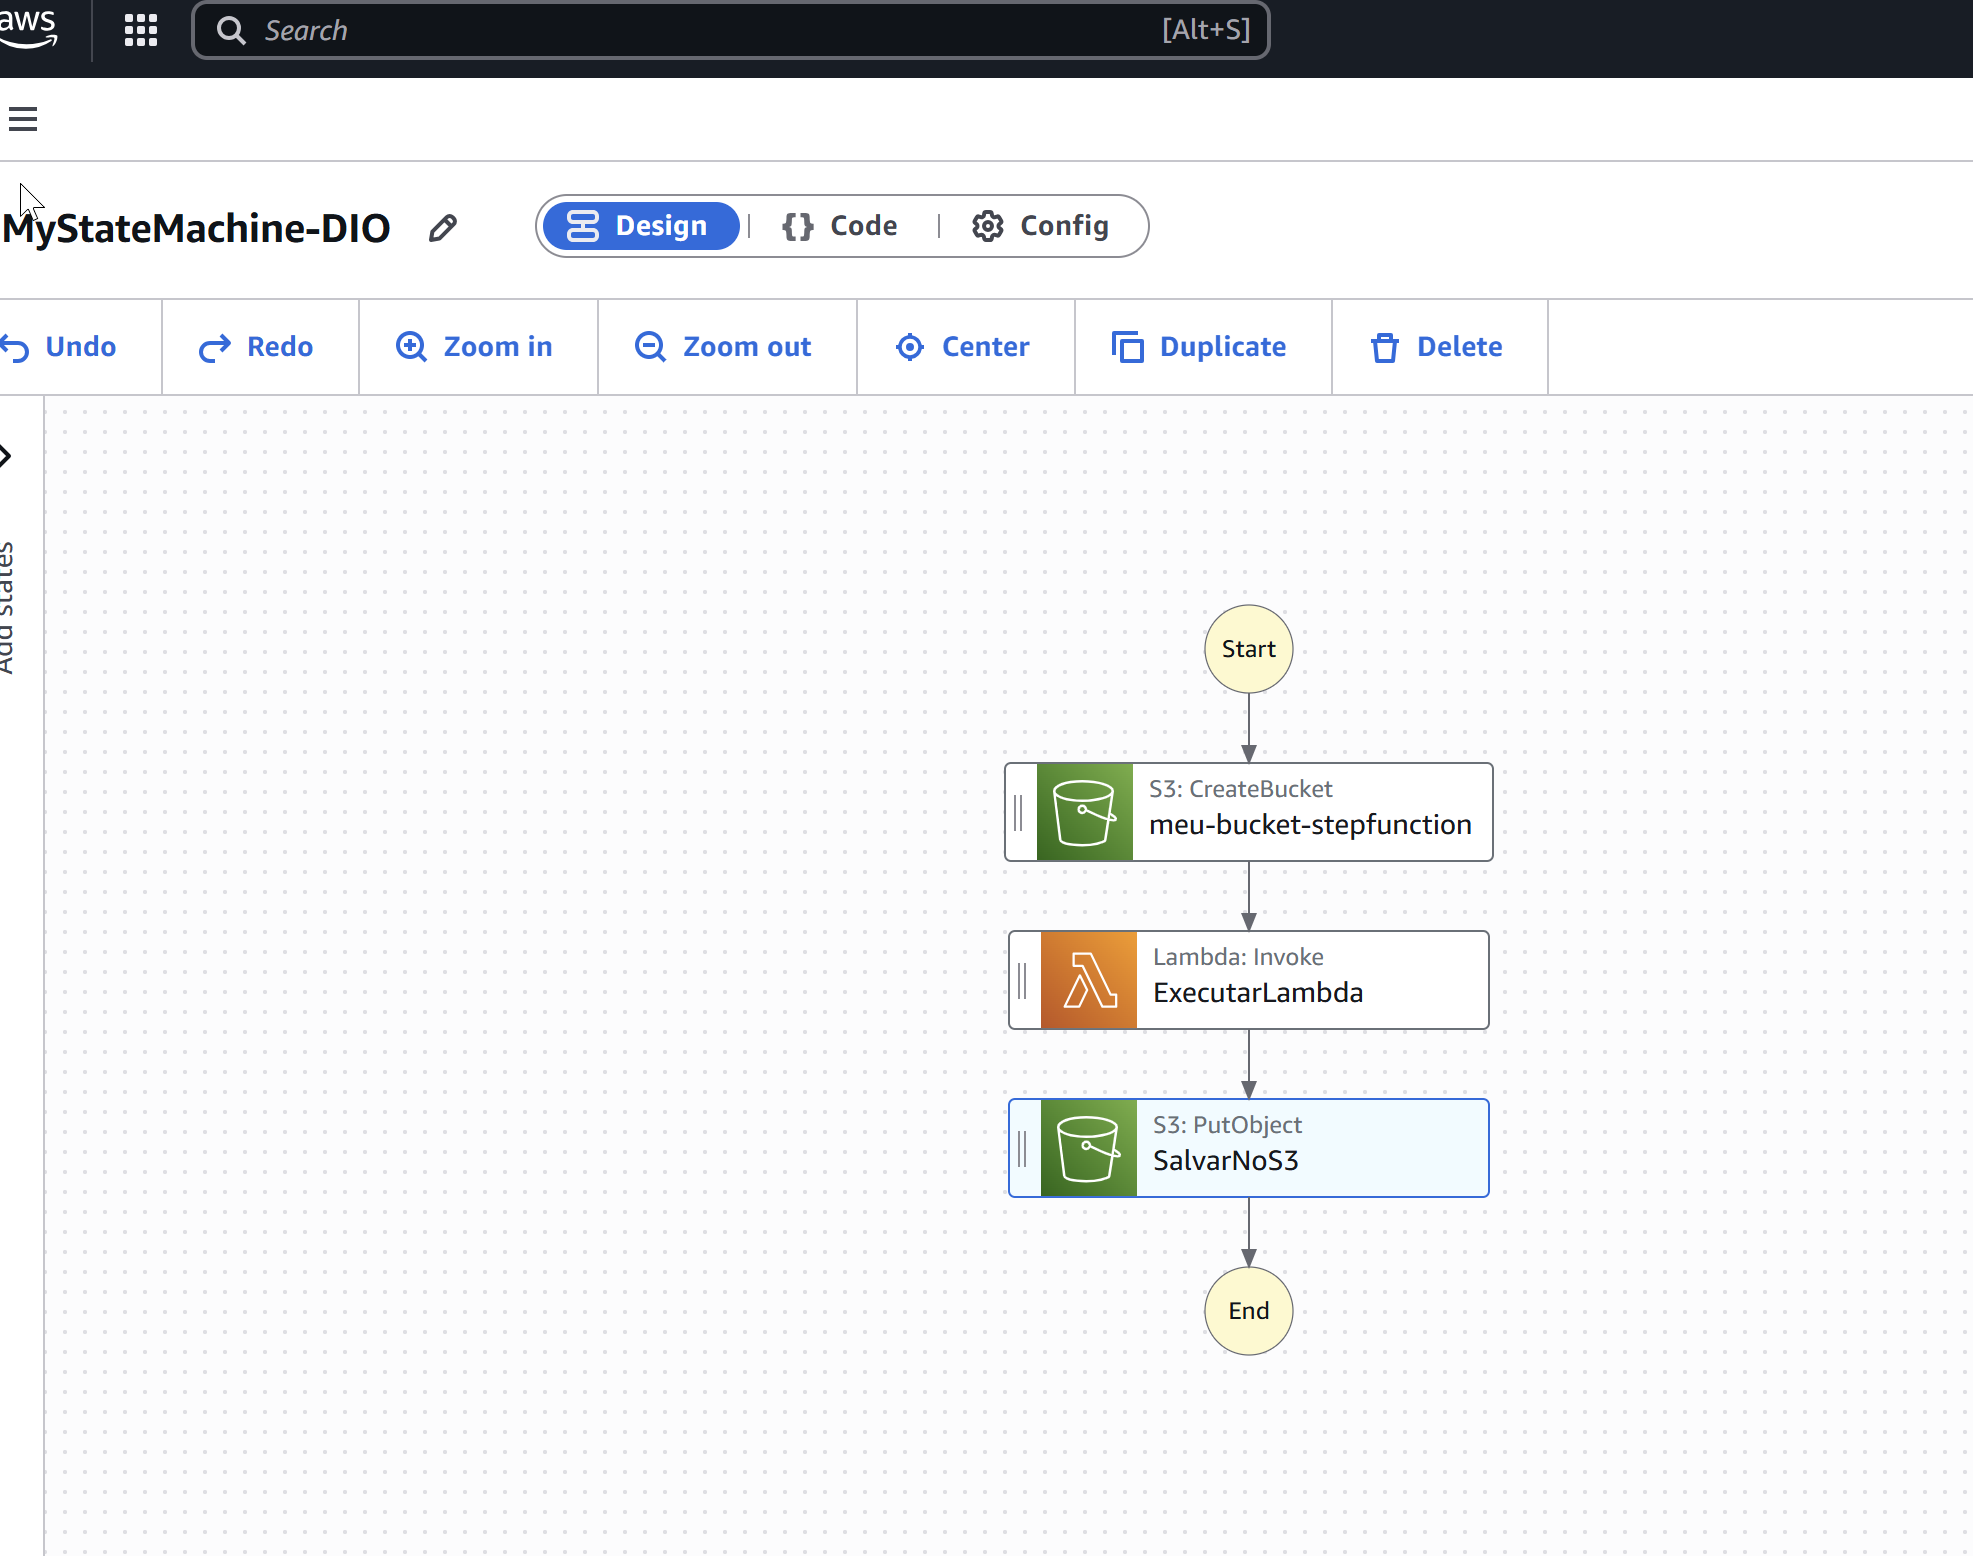 aws
Search [Alt+S]
MyStateMachine-DIO
Design | {} Code | Config
Undo Redo Zoom in Zoom out Center Duplicate Delete
Add states
Start
S3: CreateBucket
meu-bucket-stepfunction
Lambda: Invoke
ExecutarLambda
S3: PutObject
SalvarNoS3
End